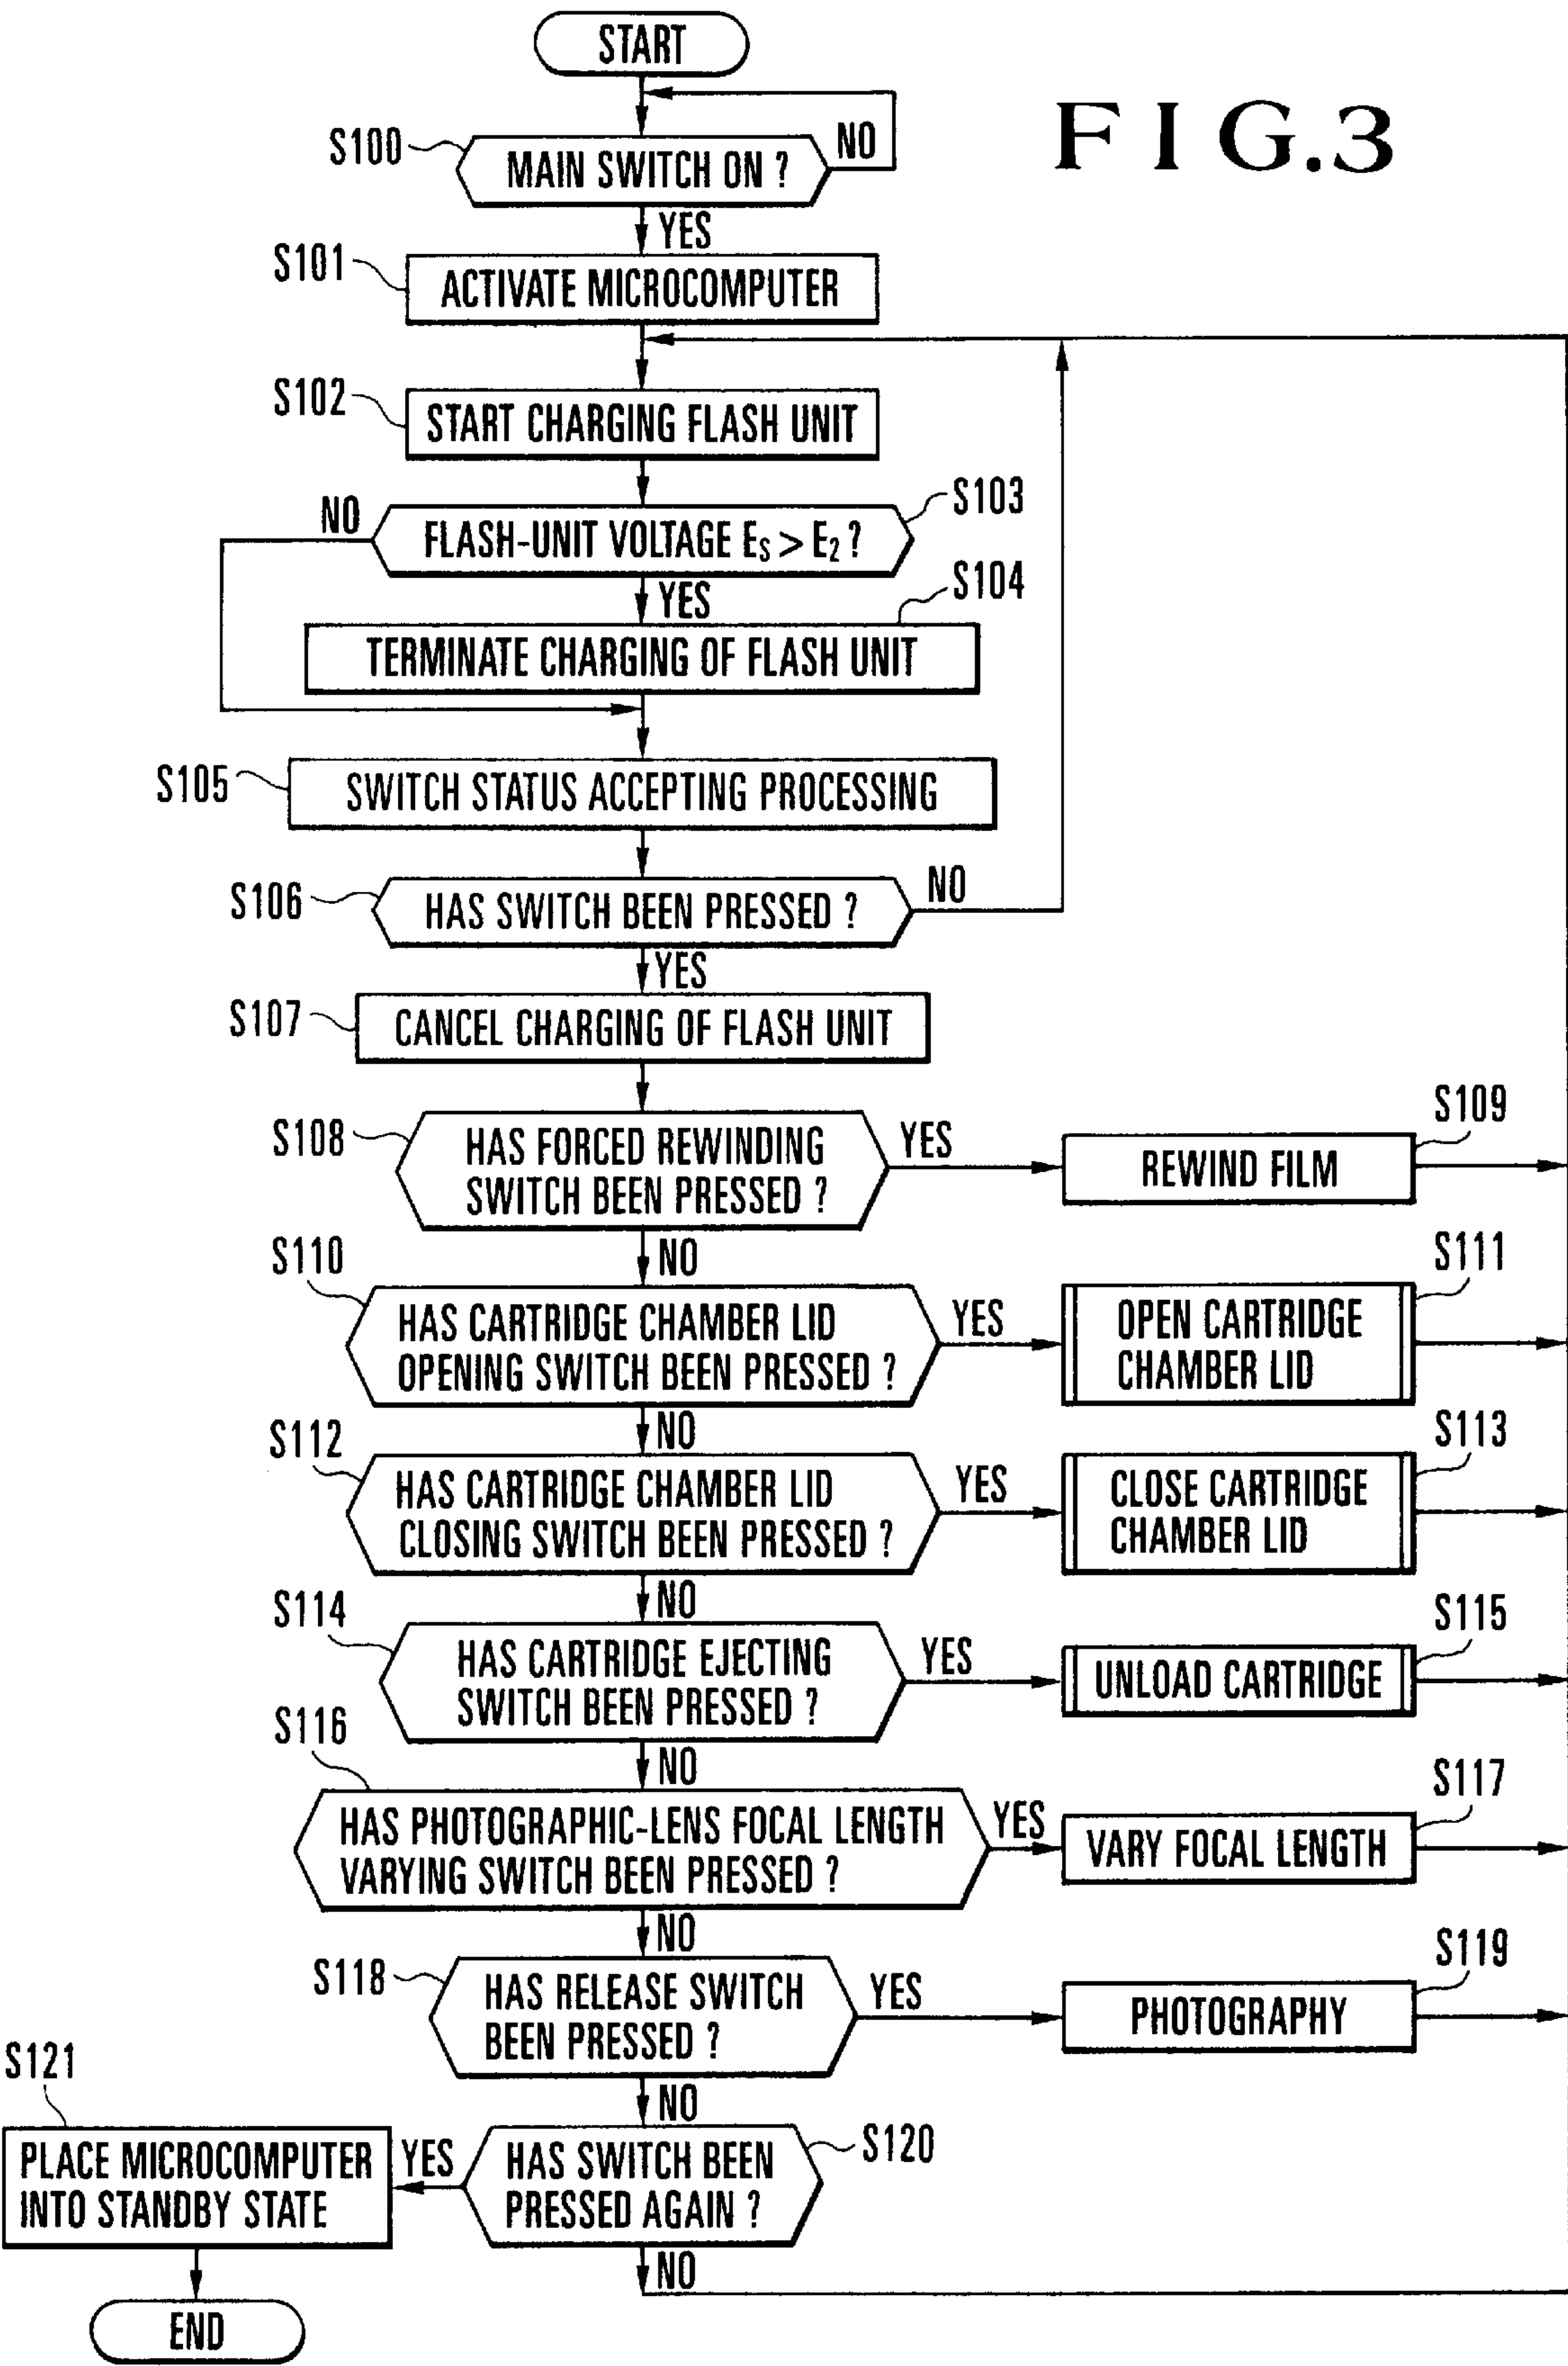 START
FIG.3
S100
MAIN SWITCH ON ?
NO
YES
S101
ACTIVATE MICROCOMPUTER
S102
START CHARGING FLASH UNIT
S103
NO
FLASH-UNIT VOLTAGE ES > E2 ?
YES
S104
TERMINATE CHARGING OF FLASH UNIT
S105
SWITCH STATUS ACCEPTING PROCESSING
S106
HAS SWITCH BEEN PRESSED ?
NO
YES
S107
CANCEL CHARGING OF FLASH UNIT
S108
HAS FORCED REWINDING
SWITCH BEEN PRESSED ?
YES
S109
REWIND FILM
NO
S110
HAS CARTRIDGE CHAMBER LID
OPENING SWITCH BEEN PRESSED ?
YES
S111
OPEN CARTRIDGE
CHAMBER LID
NO
S112
HAS CARTRIDGE CHAMBER LID
CLOSING SWITCH BEEN PRESSED ?
YES
S113
CLOSE CARTRIDGE
CHAMBER LID
NO
S114
HAS CARTRIDGE EJECTING
SWITCH BEEN PRESSED ?
YES
S115
UNLOAD CARTRIDGE
NO
S116
HAS PHOTOGRAPHIC-LENS FOCAL LENGTH
VARYING SWITCH BEEN PRESSED ?
YES
S117
VARY FOCAL LENGTH
NO
S118
HAS RELEASE SWITCH
BEEN PRESSED ?
YES
S119
PHOTOGRAPHY
NO
S120
HAS SWITCH BEEN
PRESSED AGAIN ?
YES
S121
PLACE MICROCOMPUTER
INTO STANDBY STATE
NO
END